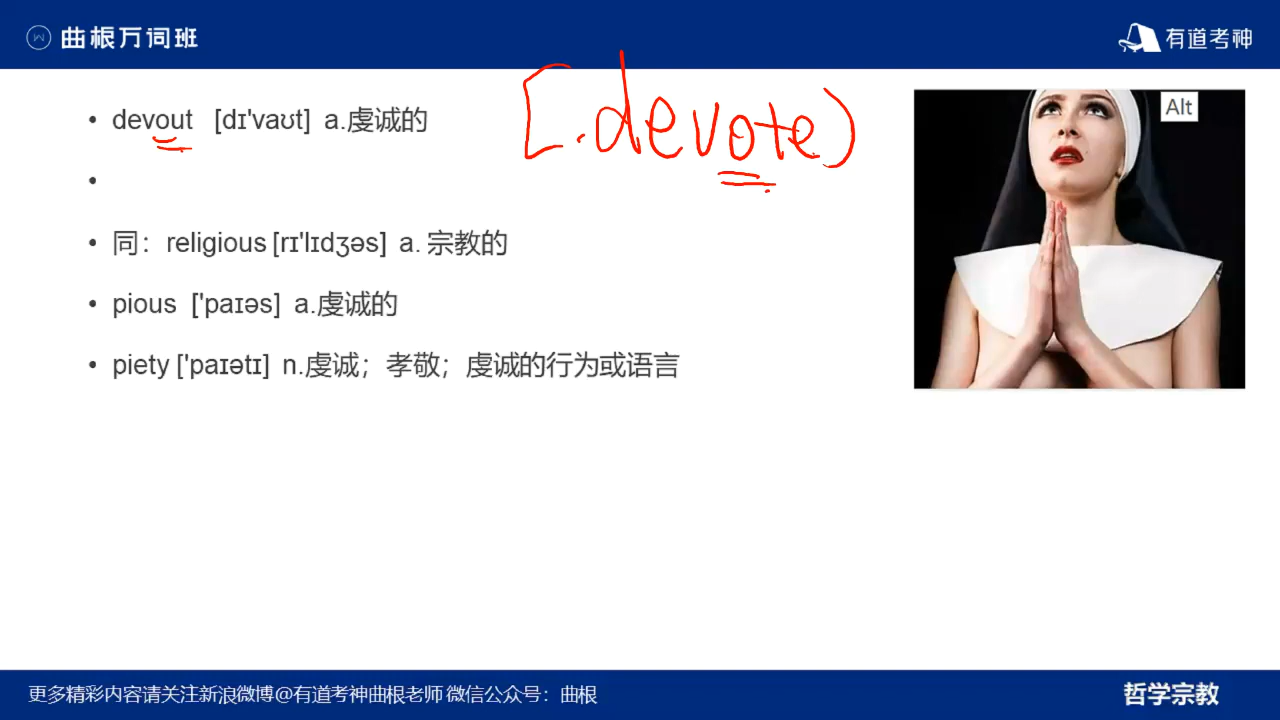 曲根万词班
有道考神
devout [dɪ'vaʊt] a.虔诚的
[.devote)
Alt
同：religious [rɪ'lɪdʒəs] a. 宗教的
pious ['paɪəs] a.虔诚的
piety ['paɪətɪ] n.虔诚；孝敬；虔诚的行为或语言
更多精彩内容请关注新浪微博@有道考神曲根老师 微信公众号：曲根
哲学宗教